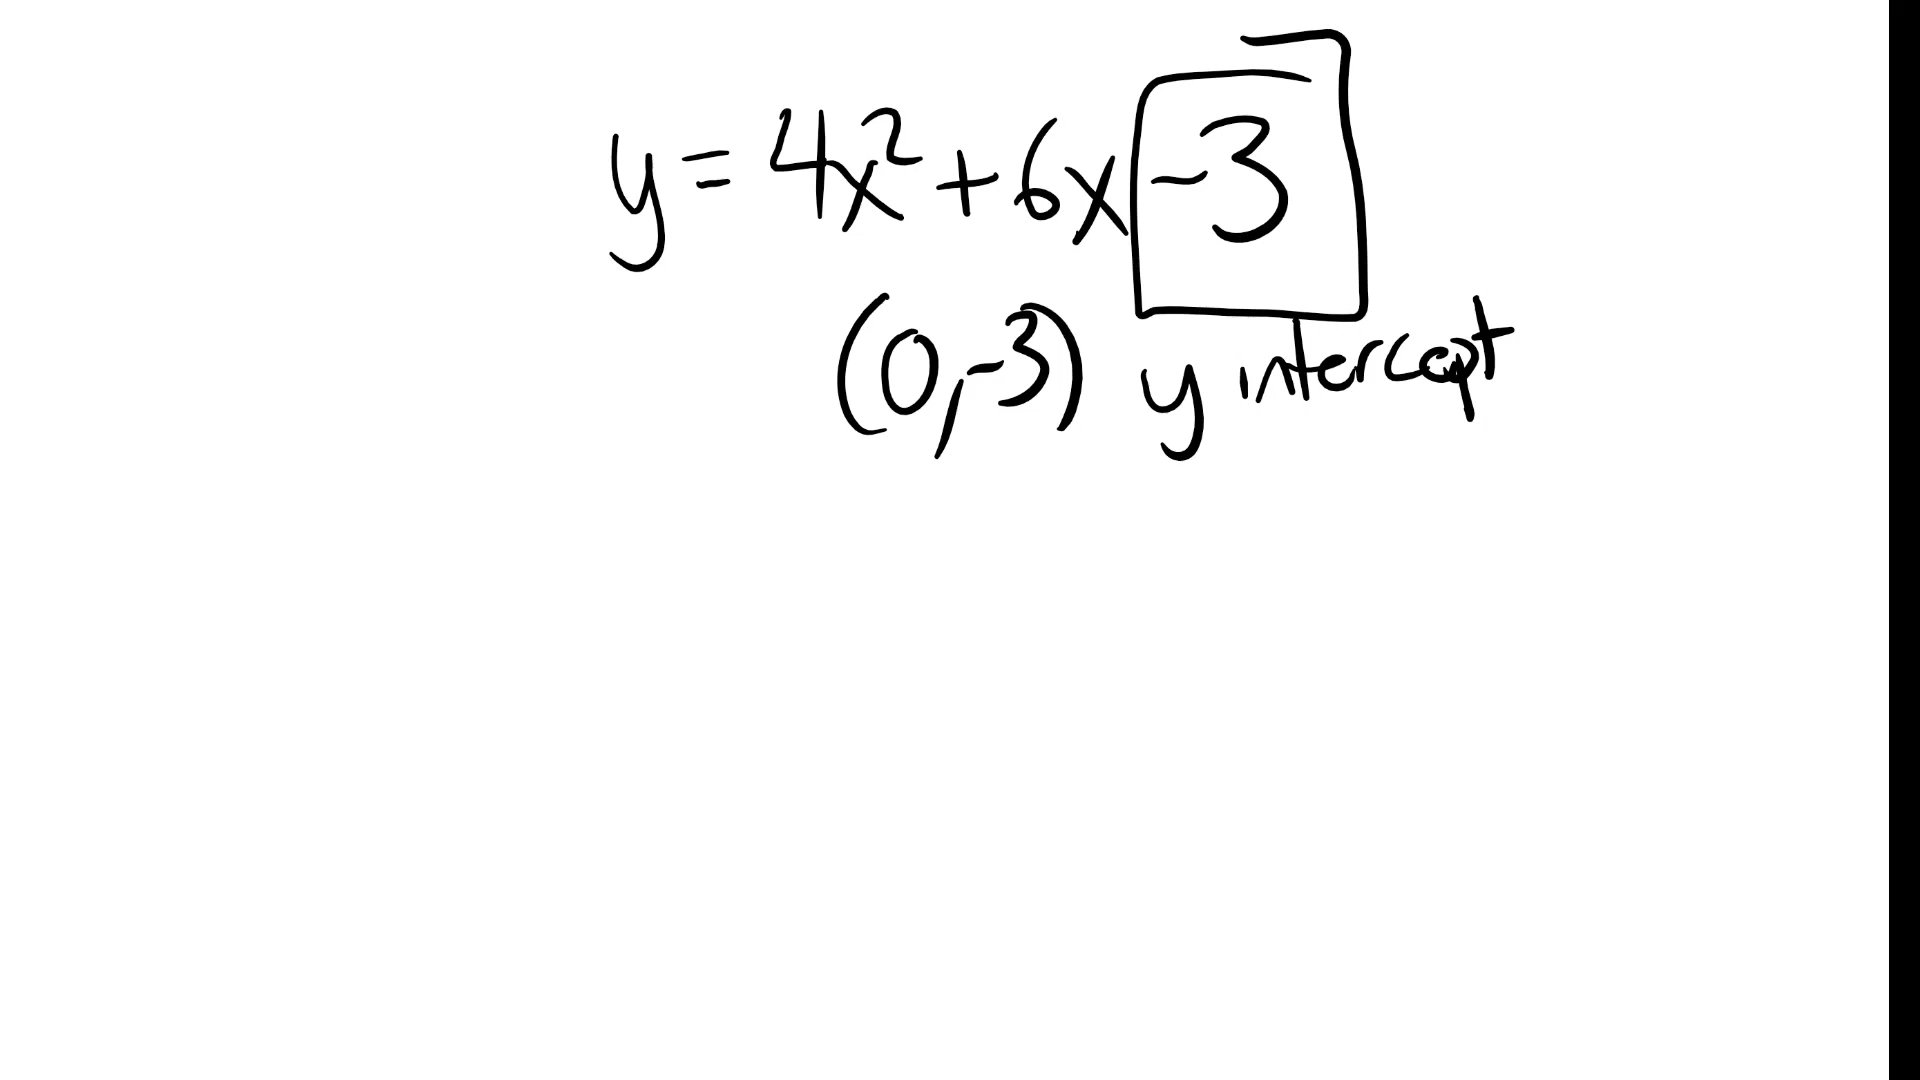 y = 4x² + 6x - 3
(0, -3) y intercept